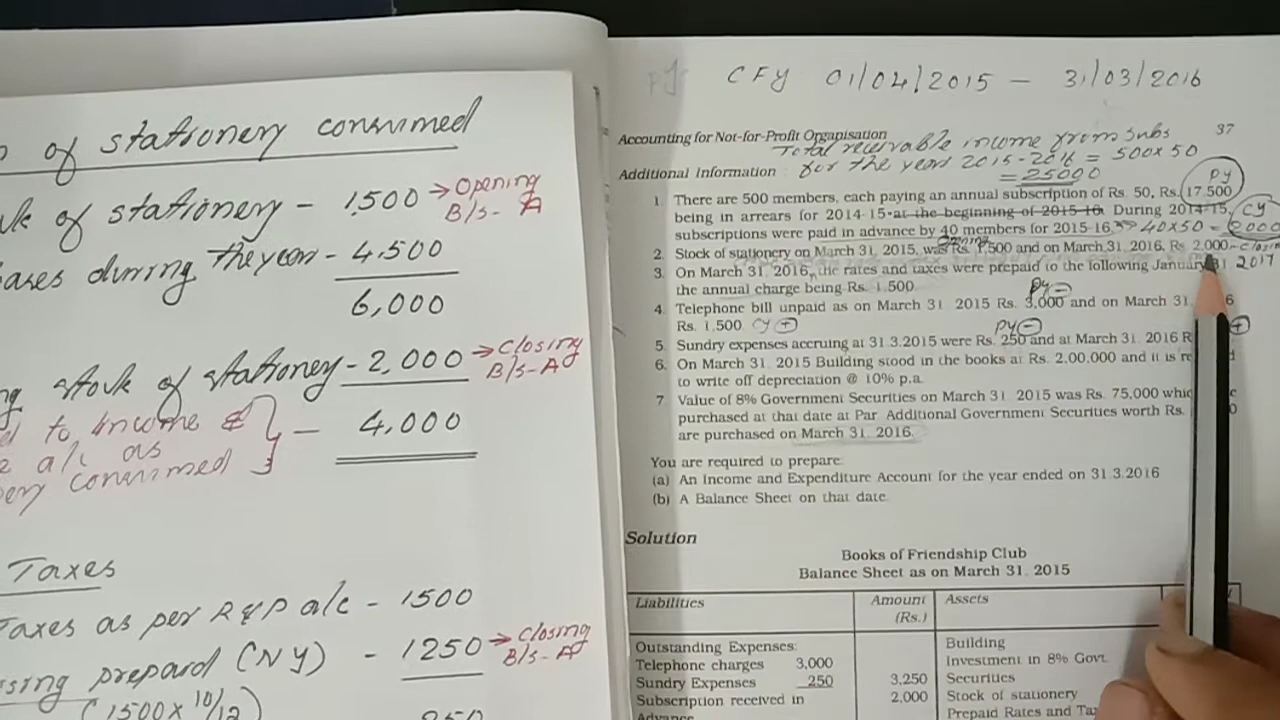 of stationery consumed
of stationery - 1,500 → Opening
B/s - A
ases during the year - 4,500
6,000
stock of stationery - 2,000 → Closing
B/s - A
to Income &
a/c as - 4,000
consumed
Taxes
Taxes as per R&P a/c - 1500
prepaid (NY) - 1250 → Closing
B/s - A
(1500 x 10/12)
CFY 01/04/2015 - 31/03/2016
Accounting for Not-for-Profit Organisation 37
Total receivable income from Subs
for the year 2015-2016 = 500x50
= 25000
Additional Information :
PY
1. There are 500 members, each paying an annual subscription of Rs. 50, Rs. 17,500
being in arrears for 2014-15 at the beginning of 2015-16. During 2014-15, CY
subscriptions were paid in advance by 40 members for 2015-16. 40x50 = 2000
2. Stock of stationery on March 31, 2015, was Rs. 1,500 and on March 31, 2016, Rs. 2,000
3. On March 31, 2016, the rates and taxes were prepaid to the following January 31 2017
the annual charge being Rs. 1,500.
PY -
4. Telephone bill unpaid as on March 31, 2015 Rs. 3,000 and on March 31, 6
Rs. 1,500. CY +
PY -
5. Sundry expenses accruing at 31.3.2015 were Rs. 250 and at March 31, 2016 R +
6. On March 31, 2015 Building stood in the books at Rs. 2,00,000 and it is re d
to write off depreciation @ 10% p.a.
7. Value of 8% Government Securities on March 31, 2015 was Rs. 75,000 whic
purchased at that date at Par. Additional Government Securities worth Rs.
are purchased on March 31, 2016.
You are required to prepare:
(a) An Income and Expenditure Account for the year ended on 31.3.2016
(b) A Balance Sheet on that date.
Solution
Books of Friendship Club
Balance Sheet as on March 31, 2015
Liabilities Amount Assets
(Rs.)
Outstanding Expenses: Building
Telephone charges 3,000 Investment in 8% Govt.
Sundry Expenses 250 3,250 Securities
Subscription received in 2,000 Stock of stationery
Advance Prepaid Rates and Tax